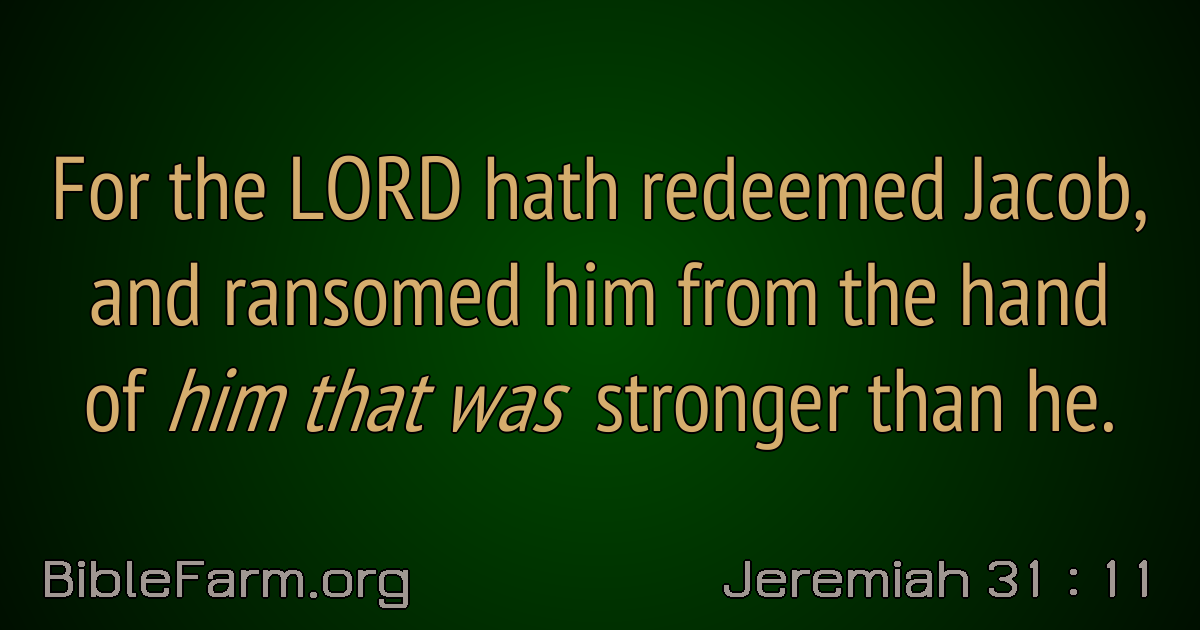 For the LORD hath redeemed Jacob,
and ransomed him from the hand
of him that was stronger than he.
BibleFarm.org
Jeremiah 31 : 11